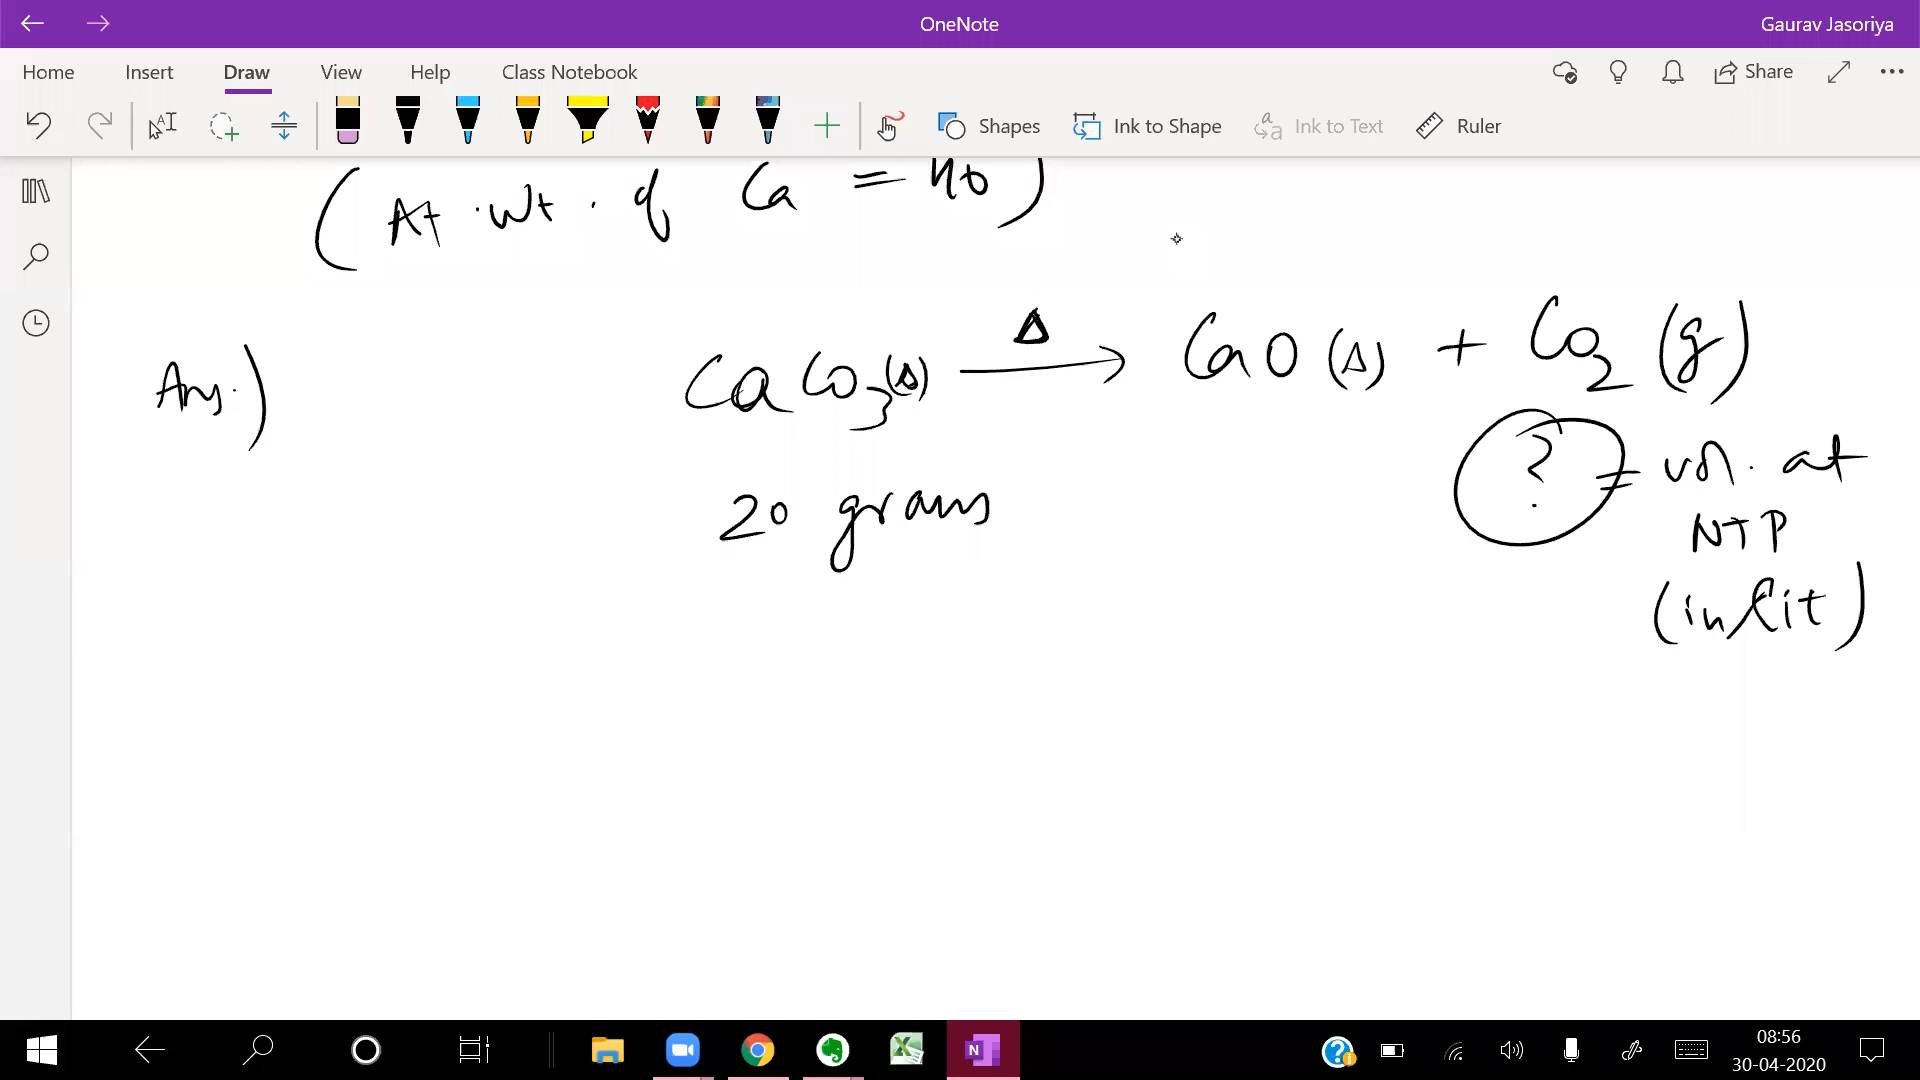 OneNote
Gaurav Jasoriya
Home Insert Draw View Help Class Notebook Share
Shapes Ink to Shape Ink to Text Ruler
(At. Wt. of Ca = 40)
Ans.) CaCO3(s) Δ→ CaO(s) + CO2(g)
20 grams
? = vol. at
NTP
(in lit)
08:56
30-04-2020